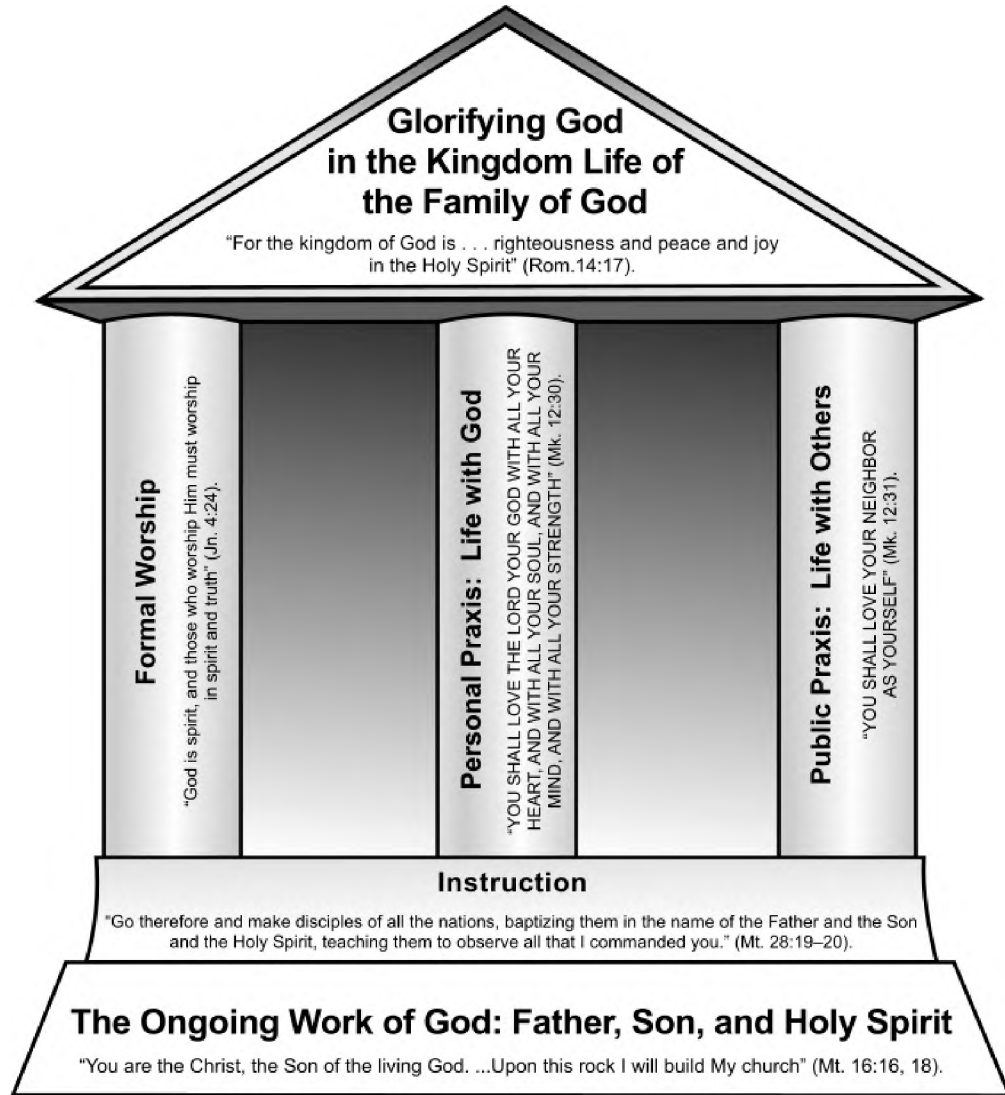 Glorifying God
in the Kingdom Life of
the Family of God
“For the kingdom of God is . . . righteousness and peace and joy
in the Holy Spirit” (Rom.14:17).
Formal Worship
“God is spirit, and those who worship Him must worship
in spirit and truth” (Jn. 4:24).
Personal Praxis: Life with God
“YOU SHALL LOVE THE LORD YOUR GOD WITH ALL YOUR
HEART, AND WITH ALL YOUR SOUL, AND WITH ALL YOUR
MIND, AND WITH ALL YOUR STRENGTH” (Mk. 12:30).
Public Praxis: Life with Others
“YOU SHALL LOVE YOUR NEIGHBOR
AS YOURSELF” (Mk. 12:31).
Instruction
“Go therefore and make disciples of all the nations, baptizing them in the name of the Father and the Son
and the Holy Spirit, teaching them to observe all that I commanded you.” (Mt. 28:19–20).
The Ongoing Work of God: Father, Son, and Holy Spirit
“You are the Christ, the Son of the living God. ...Upon this rock I will build My church” (Mt. 16:16, 18).